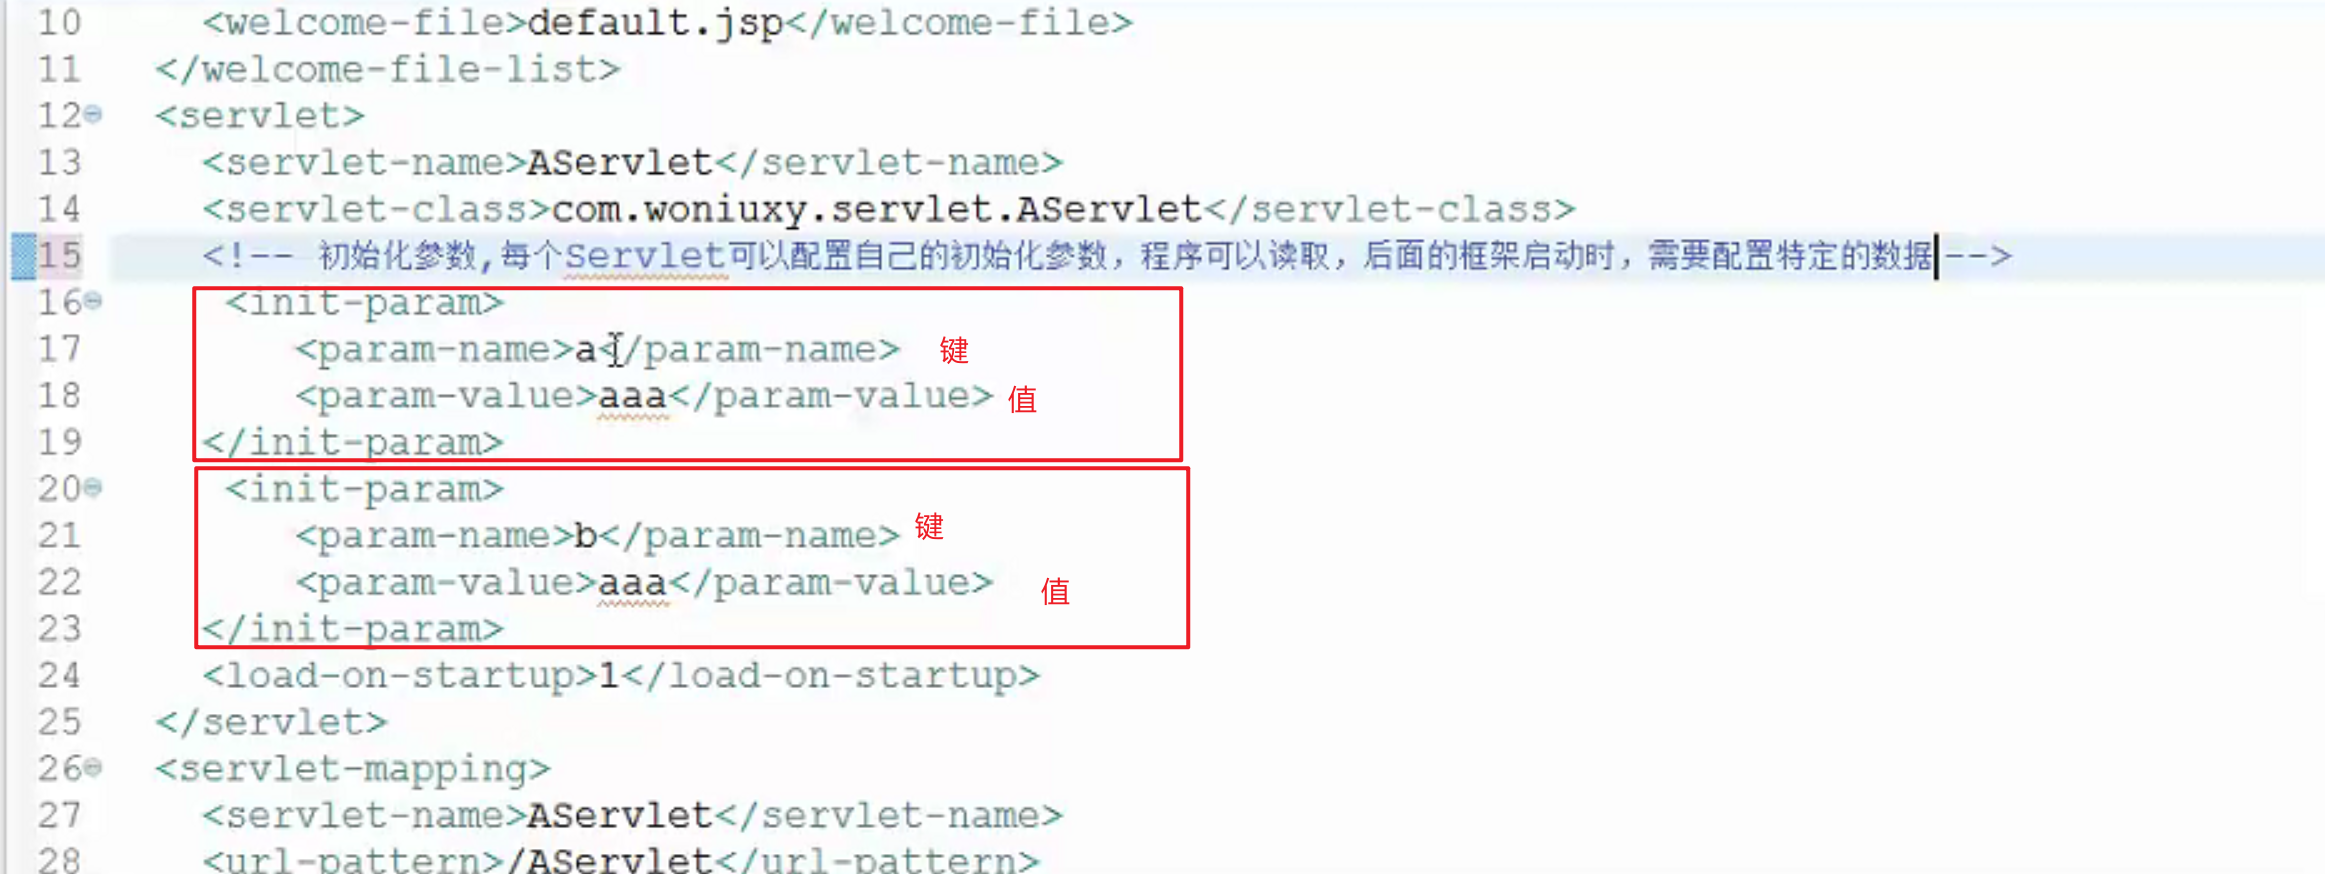 10 <welcome-file>default.jsp</welcome-file>
11 </welcome-file-list>
12 <servlet>
13 <servlet-name>AServlet</servlet-name>
14 <servlet-class>com.woniuxy.servlet.AServlet</servlet-class>
15 <!-- 初始化参数,每个Servlet可以配置自己的初始化参数，程序可以读取，后面的框架启动时，需要配置特定的数据-->
16 <init-param>
17 <param-name>a</param-name> 键
18 <param-value>aaa</param-value> 值
19 </init-param>
20 <init-param>
21 <param-name>b</param-name> 键
22 <param-value>aaa</param-value> 值
23 </init-param>
24 <load-on-startup>1</load-on-startup>
25 </servlet>
26 <servlet-mapping>
27 <servlet-name>AServlet</servlet-name>
28 <url-pattern>/AServlet</url-pattern>